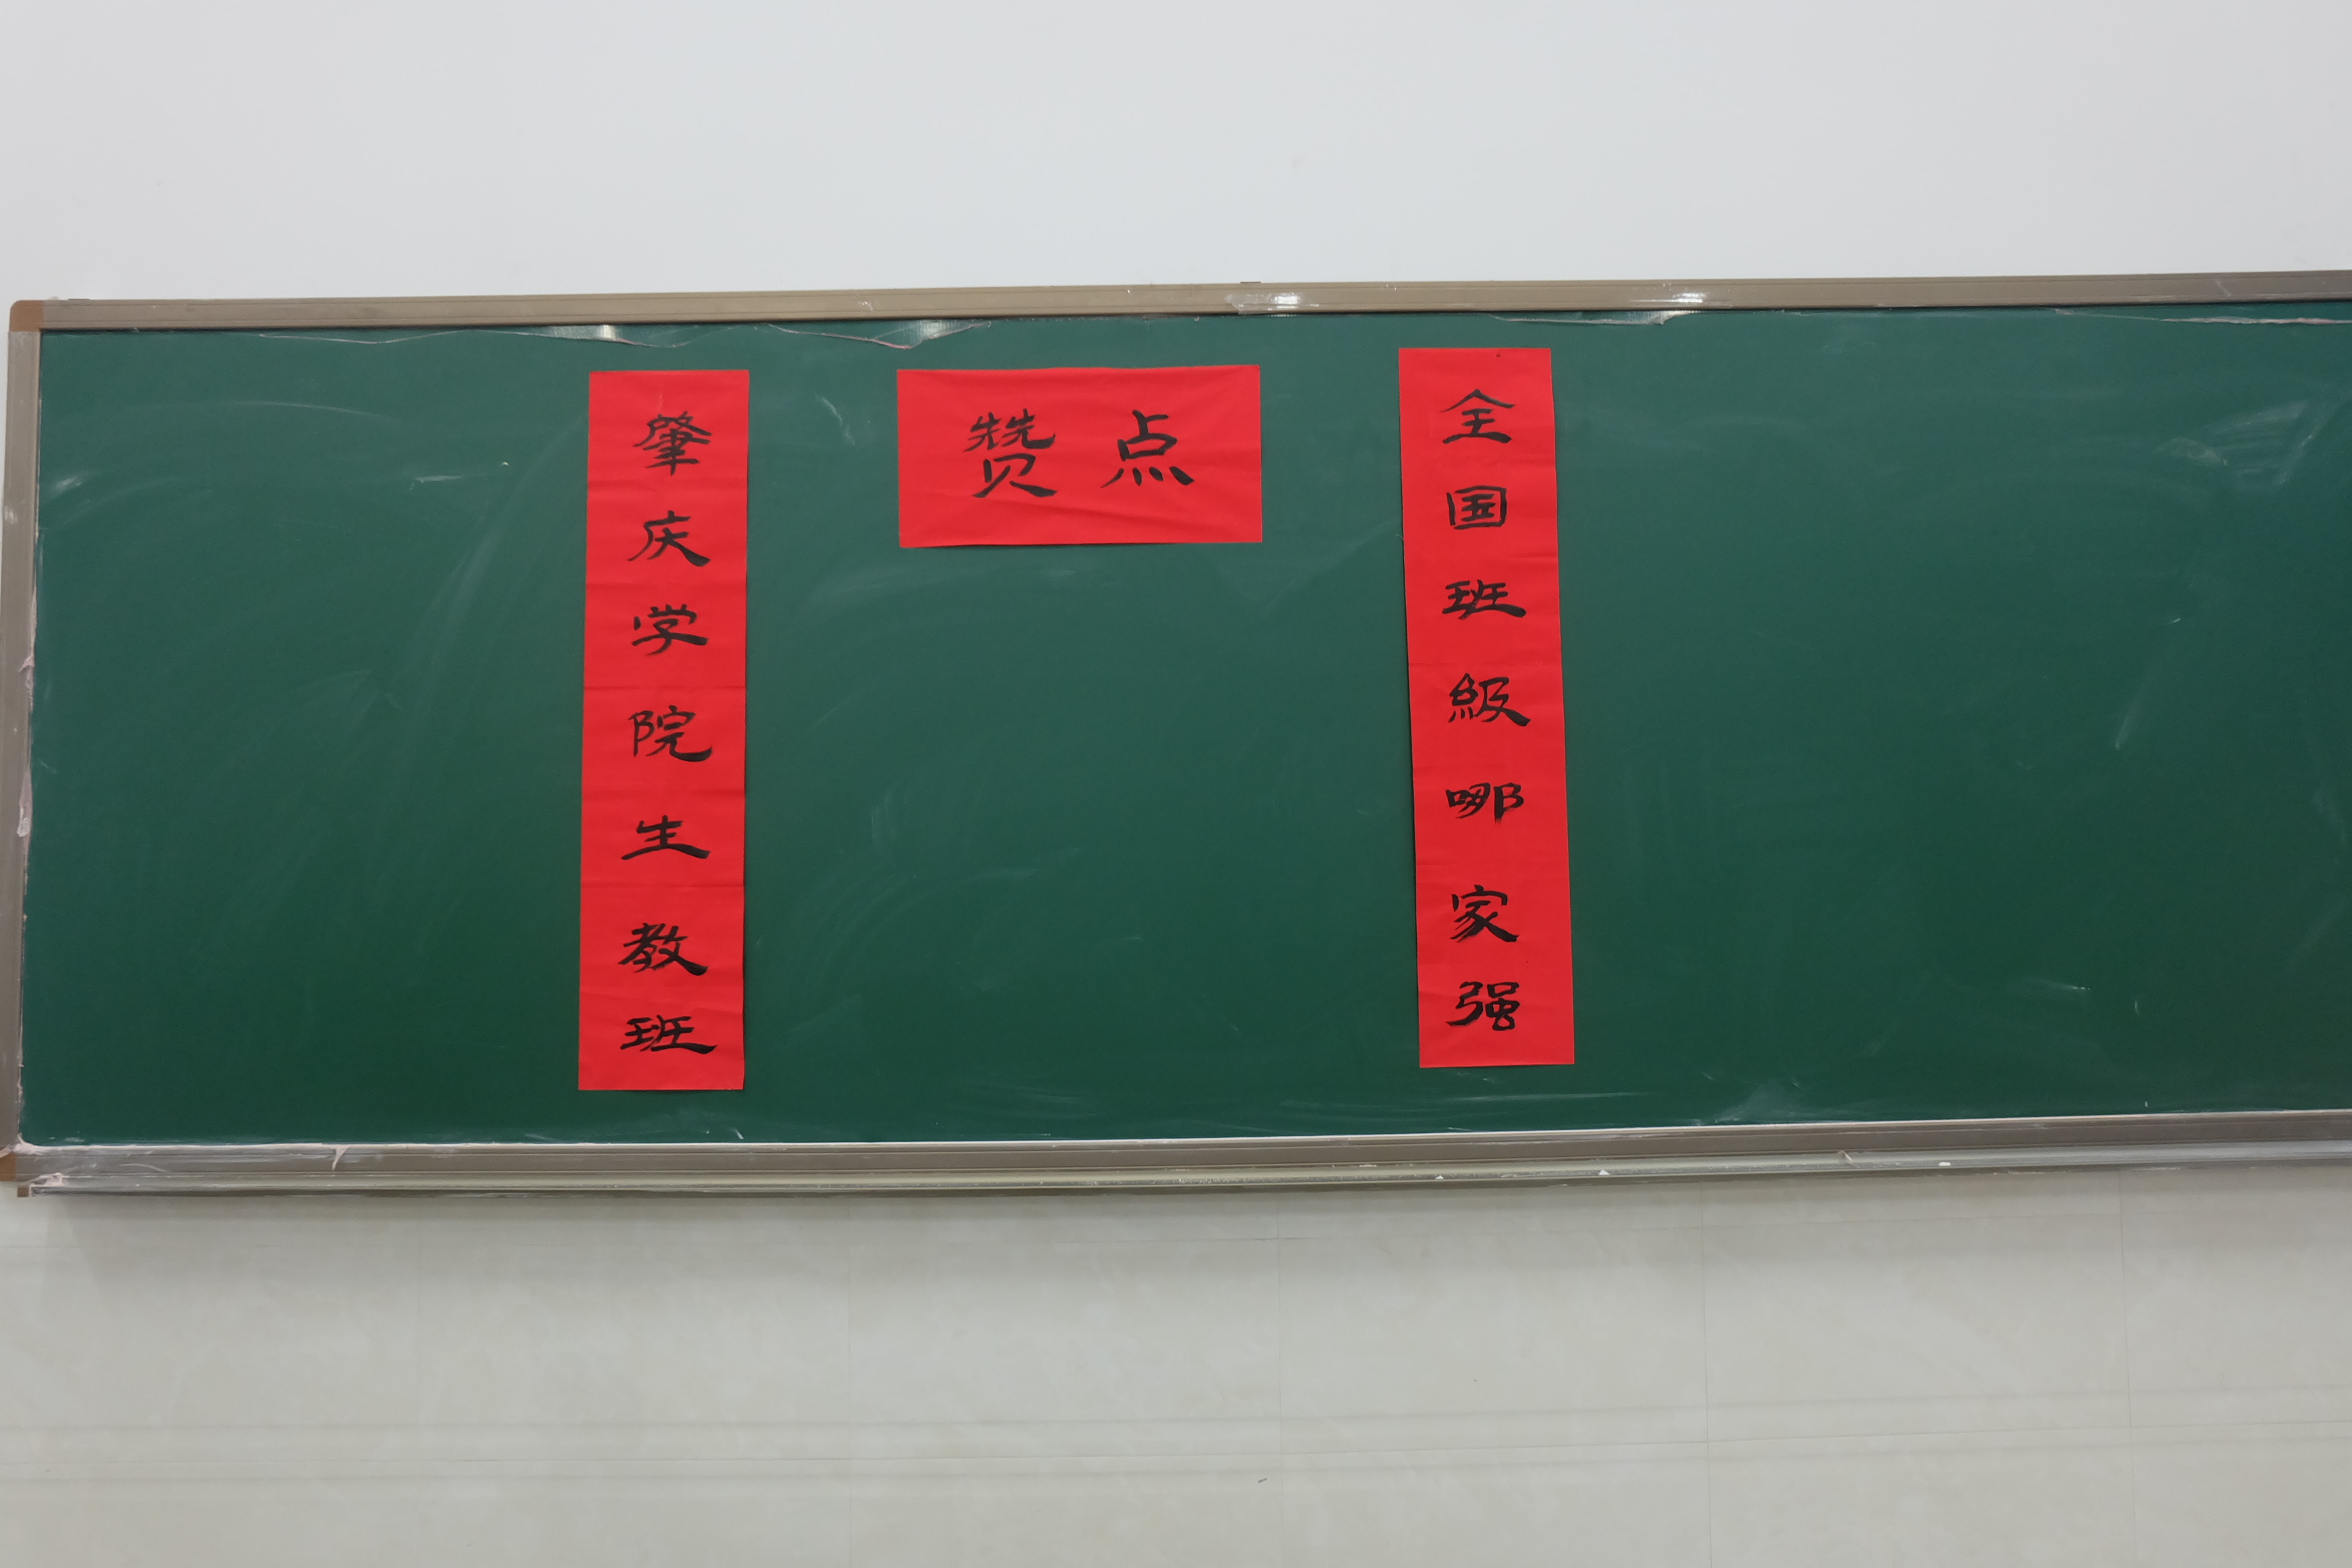 全国班級哪家强
肇庆学院生教班
点赞